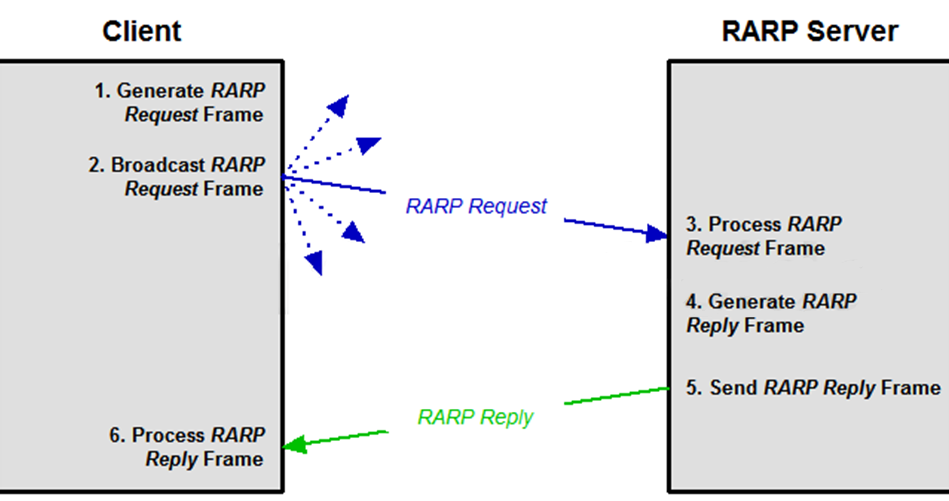 Client
RARP Server
1. Generate RARP
Request Frame
2. Broadcast RARP
Request Frame
RARP Request
3. Process RARP
Request Frame
4. Generate RARP
Reply Frame
5. Send RARP Reply Frame
RARP Reply
6. Process RARP
Reply Frame